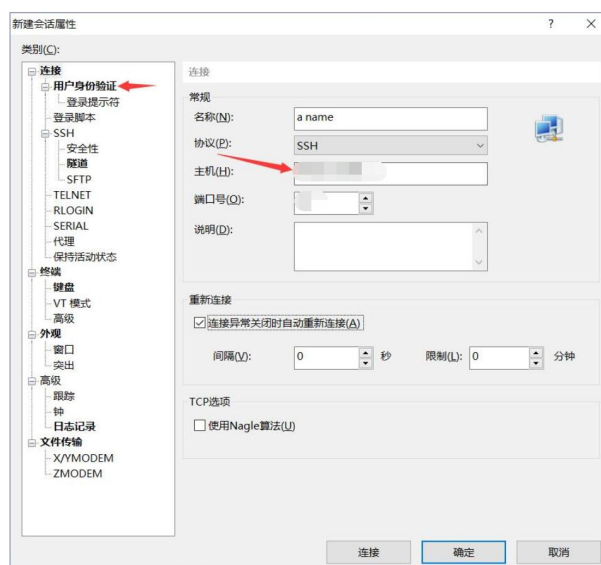 新建会话属性
?
×
类别(C):
连接
用户身份验证
登录提示符
登录脚本
SSH
安全性
隧道
SFTP
TELNET
RLOGIN
SERIAL
代理
保持活动状态
终端
键盘
VT 模式
高级
外观
窗口
突出
高级
跟踪
钟
日志记录
文件传输
X/YMODEM
ZMODEM
连接
常规
名称(N):
a name
协议(P):
SSH
主机(H):
端口号(O):
说明(D):
重新连接
连接异常关闭时自动重新连接(A)
间隔(V): 0 秒 限制(L): 0 分钟
TCP选项
使用Nagle算法(U)
连接 确定 取消